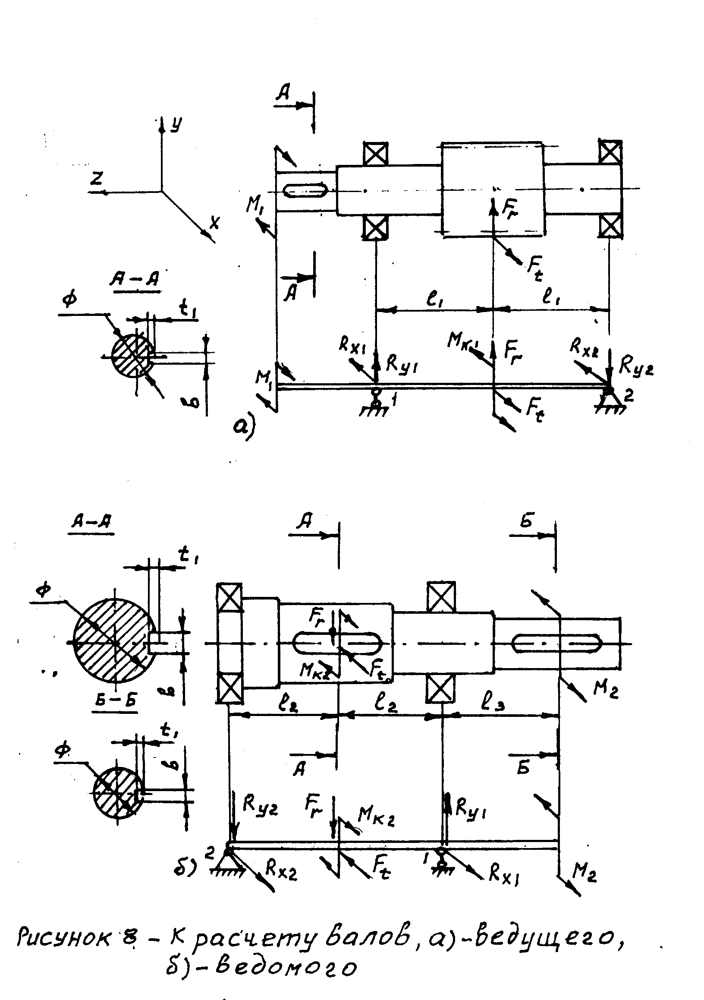 А
y
z
x
M1
Fr
Ft
А-А
А
ф
t1
l1
l1
в
Rx1
Ry1
Mк1
Fr
Rx2
Ry2
M1
1
Ft
2
а)
А-А
А
Б
t1
ф
Fr
Mк2
Ft
M2
в
Б-Б
l2
l2
l3
t1
ф
в
А
Б
Ry2
Fr
Mк2
Ry1
2
б)
Rx2
Ft
1
Rx1
M2
Рисунок 8 - К расчету валов, а)-ведущего,
б)-ведомого